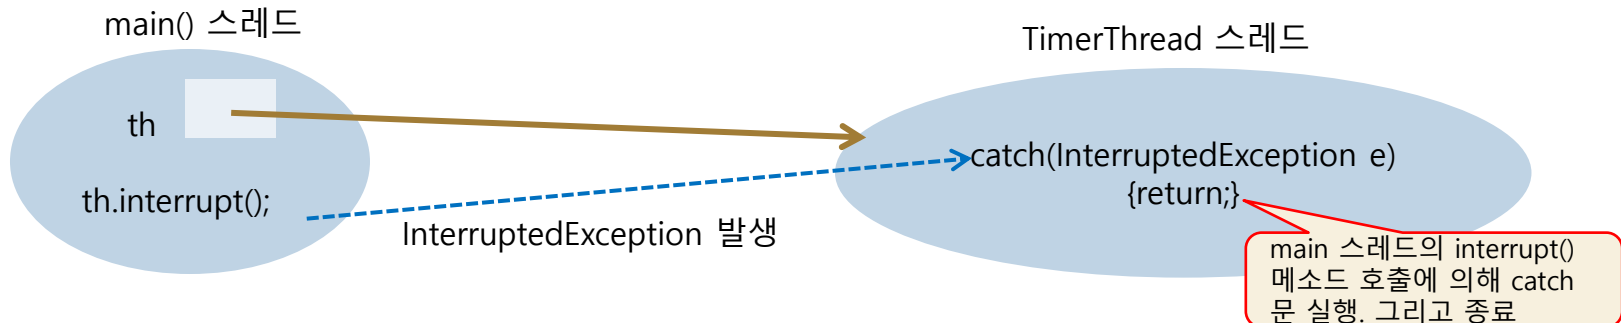 main() 스레드
TimerThread 스레드
th
catch(InterruptedException e)
{return;}
th.interrupt();
InterruptedException 발생
main 스레드의 interrupt()
메소드 호출에 의해 catch
문 실행. 그리고 종료